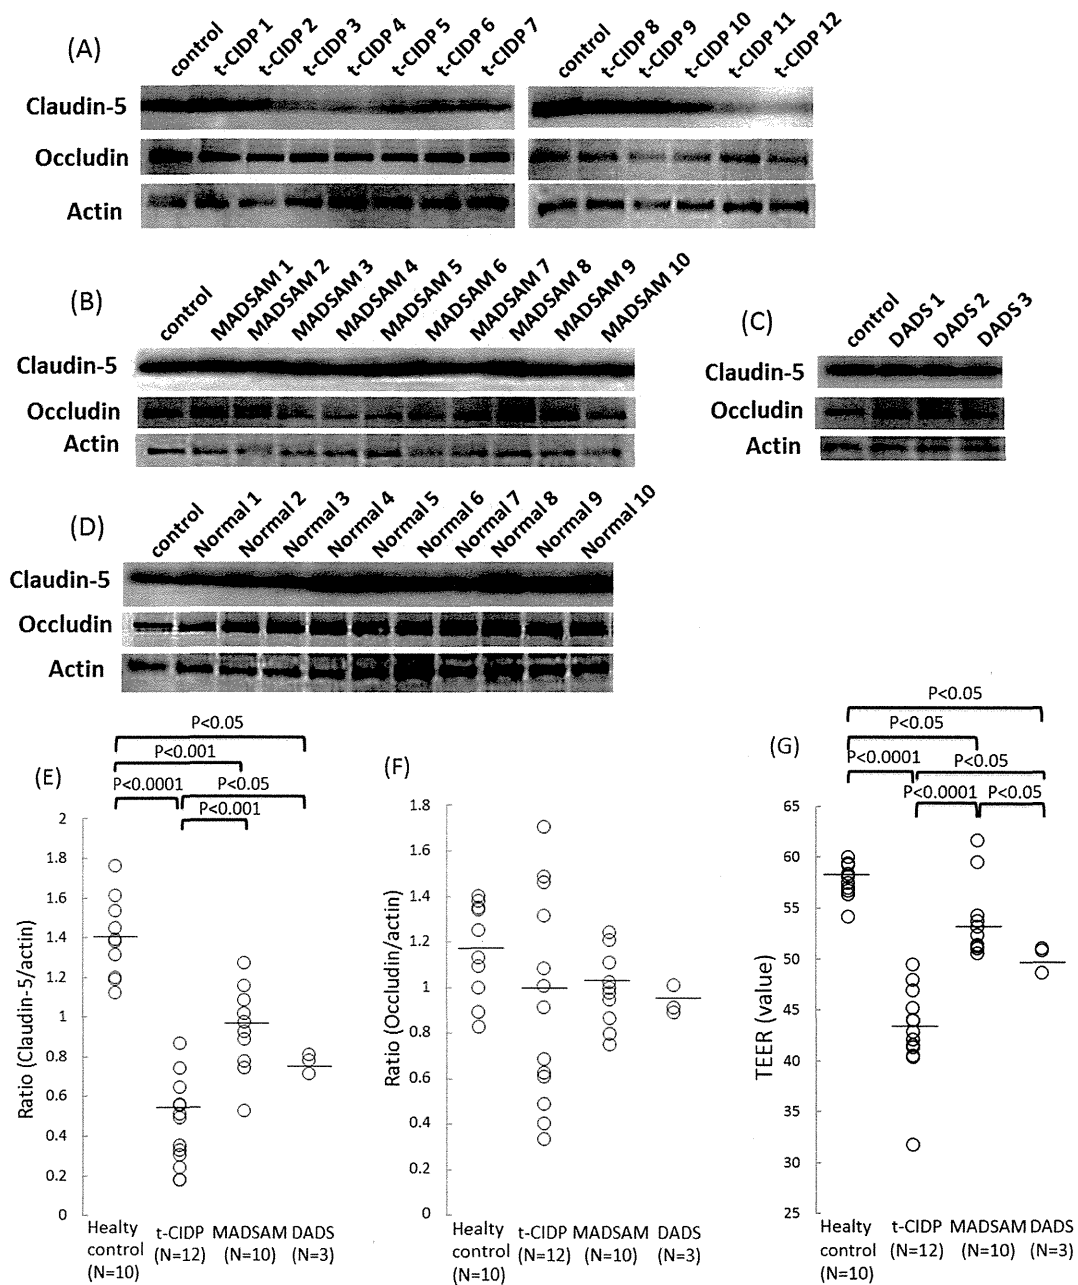 (A)
control t-CIDP 1 t-CIDP 2 t-CIDP 3 t-CIDP 4 t-CIDP 5 t-CIDP 6 t-CIDP 7
control t-CIDP 8 t-CIDP 9 t-CIDP 10 t-CIDP 11 t-CIDP 12
Claudin-5
Occludin
Actin
(B)
control MADSAM 1 MADSAM 2 MADSAM 3 MADSAM 4 MADSAM 5 MADSAM 6 MADSAM 7 MADSAM 8 MADSAM 9 MADSAM 10
Claudin-5
Occludin
Actin
(C)
control DADS 1 DADS 2 DADS 3
Claudin-5
Occludin
Actin
(D)
control Normal 1 Normal 2 Normal 3 Normal 4 Normal 5 Normal 6 Normal 7 Normal 8 Normal 9 Normal 10
Claudin-5
Occludin
Actin
(E)
P<0.05
P<0.001
P<0.0001 P<0.05
P<0.001
Ratio (Claudin-5/actin)
2
1.8
1.6
1.4
1.2
1
0.8
0.6
0.4
0.2
0
Healty control (N=10)
t-CIDP (N=12)
MADSAM (N=10)
DADS (N=3)
(F)
Ratio (Occludin/actin)
1.8
1.6
1.4
1.2
1
0.8
0.6
0.4
0.2
0
Healty control (N=10)
t-CIDP (N=12)
MADSAM (N=10)
DADS (N=3)
(G)
P<0.05
P<0.05
P<0.0001 P<0.05
P<0.0001 P<0.05
TEER (value)
65
60
55
50
45
40
35
30
25
Healty control (N=10)
t-CIDP (N=12)
MADSAM (N=10)
DADS (N=3)